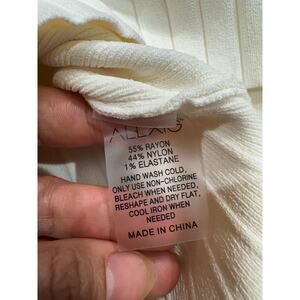 ALEXIS
55% RAYON
44% NYLON
1% ELASTANE
HAND WASH COLD,
ONLY USE NON-CHLORINE
BLEACH WHEN NEEDED,
RESHAPE AND DRY FLAT,
COOL IRON WHEN
NEEDED
MADE IN CHINA